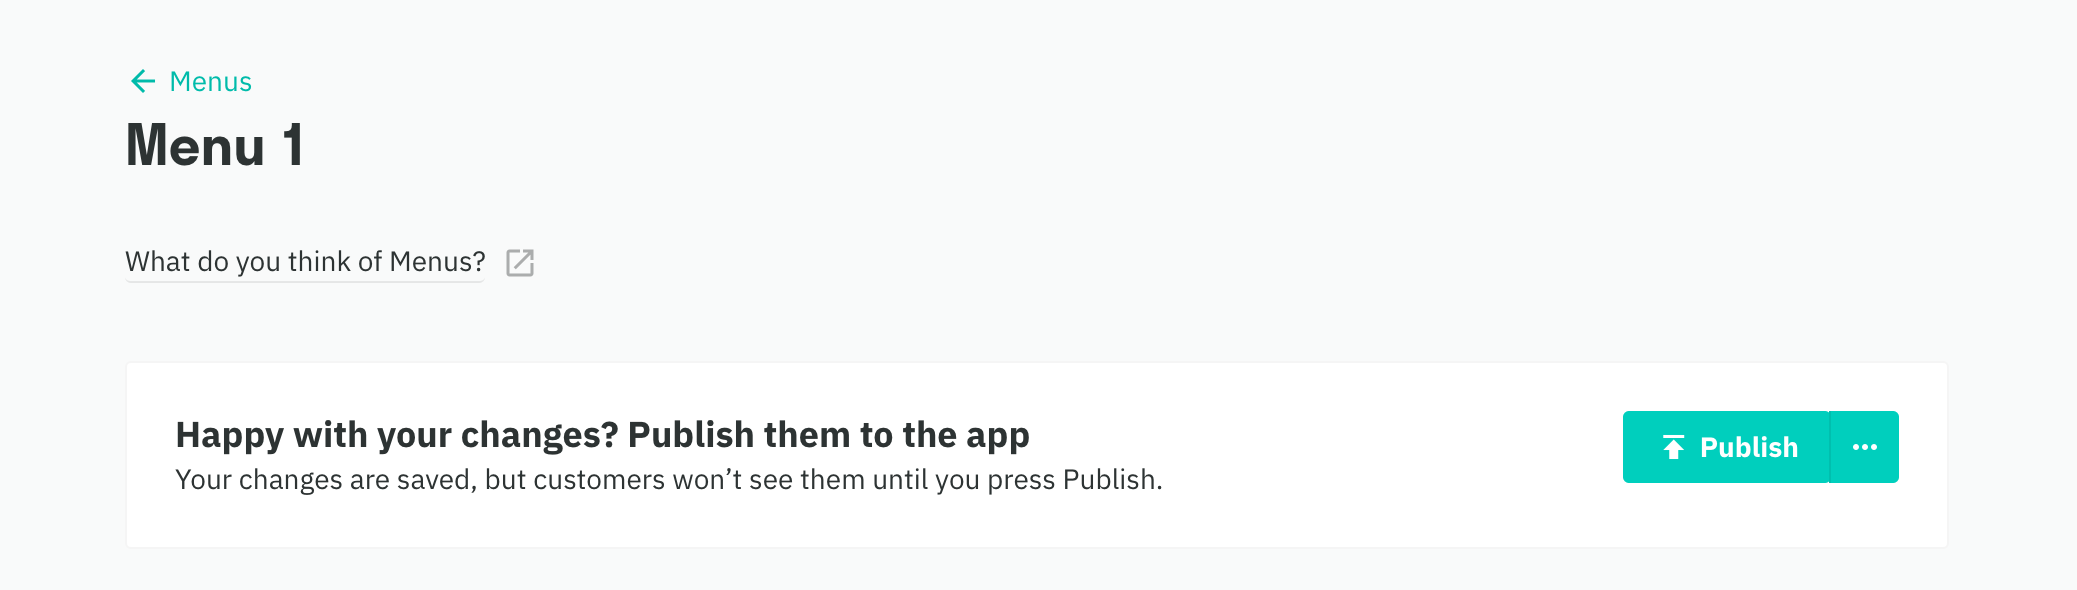 Menus
Menu 1
What do you think of Menus?
Happy with your changes? Publish them to the app
Your changes are saved, but customers won’t see them until you press Publish.
Publish